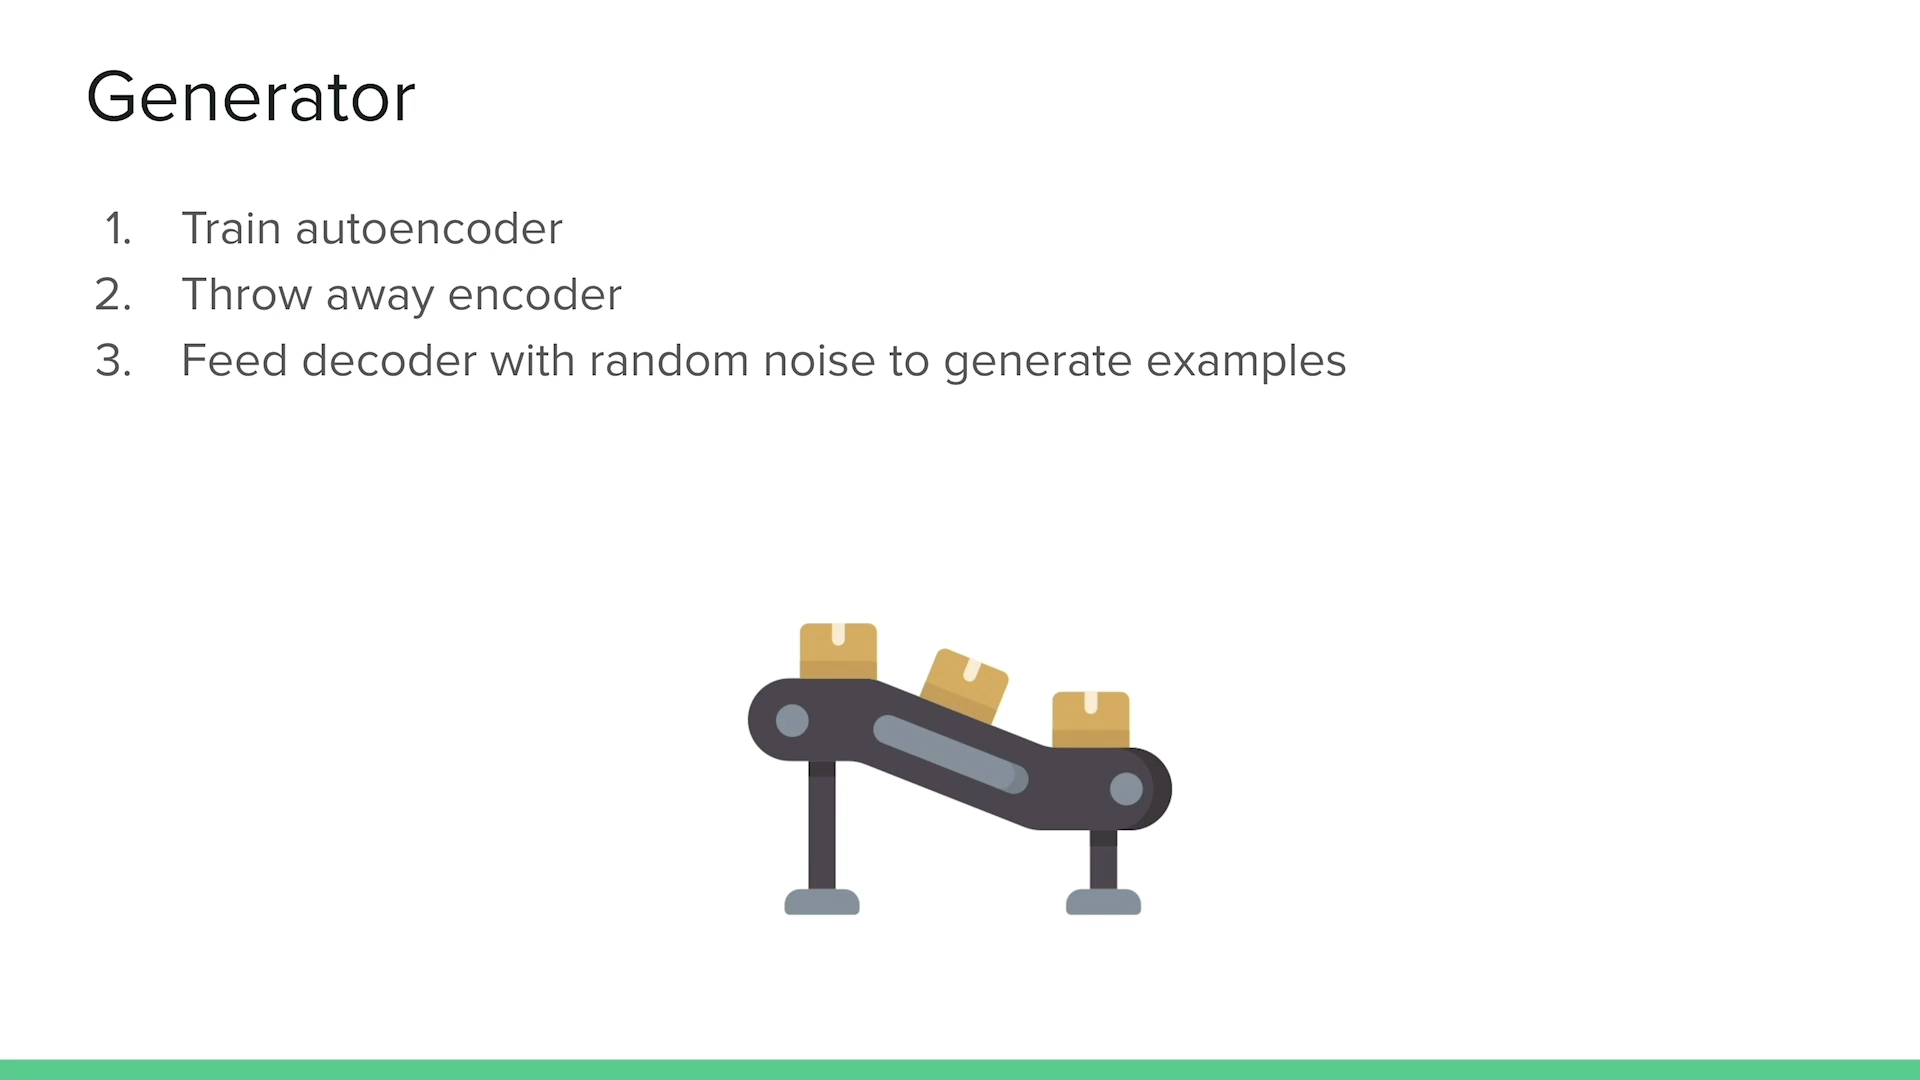 Generator
1. Train autoencoder
2. Throw away encoder
3. Feed decoder with random noise to generate examples